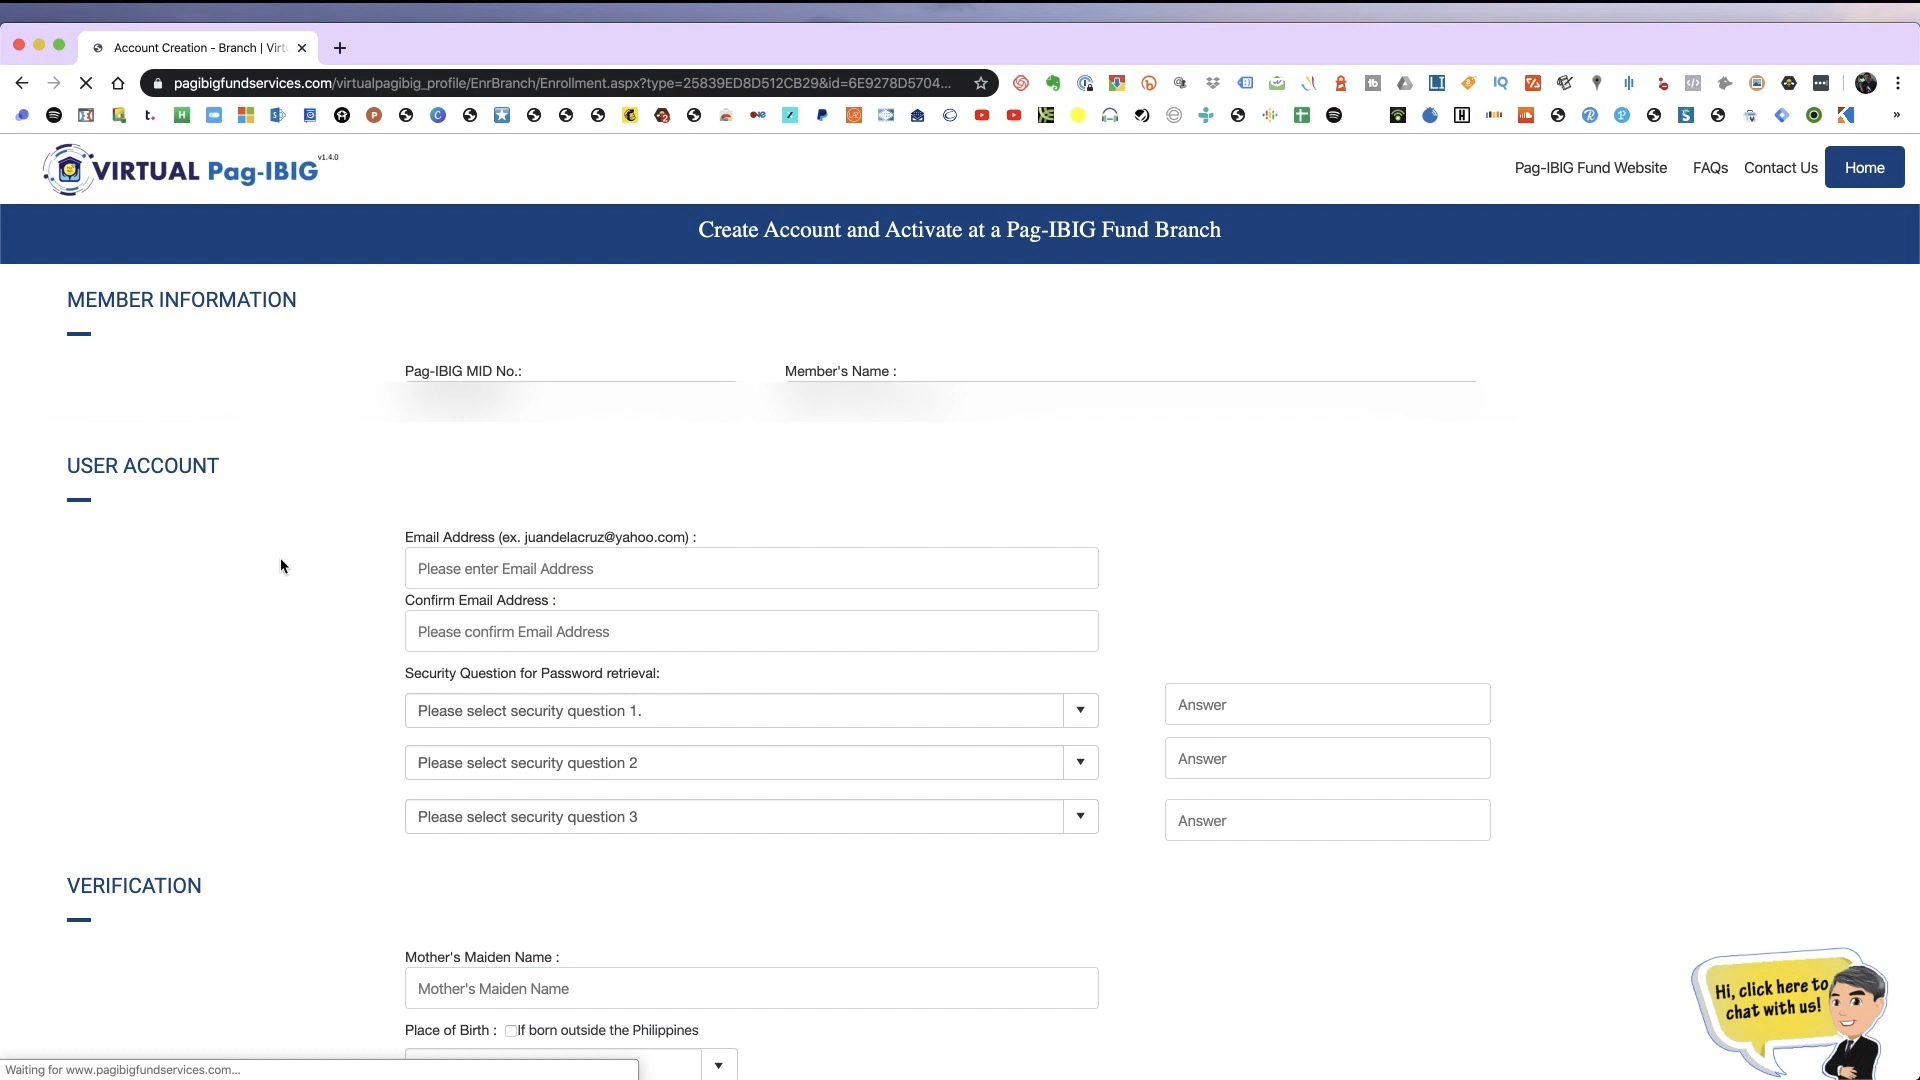 Account Creation - Branch | Virt
pagibigfundservices.com/virtualpagibig_profile/EnrBranch/Enrollment.aspx?type=25839ED8D512CB29&id=6E9278D5704...
VIRTUAL Pag-IBIG v1.4.0
Pag-IBIG Fund Website FAQs Contact Us Home
Create Account and Activate at a Pag-IBIG Fund Branch
MEMBER INFORMATION
Pag-IBIG MID No.: Member's Name :
USER ACCOUNT
Email Address (ex. juandelacruz@yahoo.com) :
Please enter Email Address
Confirm Email Address :
Please confirm Email Address
Security Question for Password retrieval:
Please select security question 1. Answer
Please select security question 2 Answer
Please select security question 3 Answer
VERIFICATION
Mother's Maiden Name :
Mother's Maiden Name
Place of Birth : If born outside the Philippines
Hi, click here to
chat with us!
Waiting for www.pagibigfundservices.com...